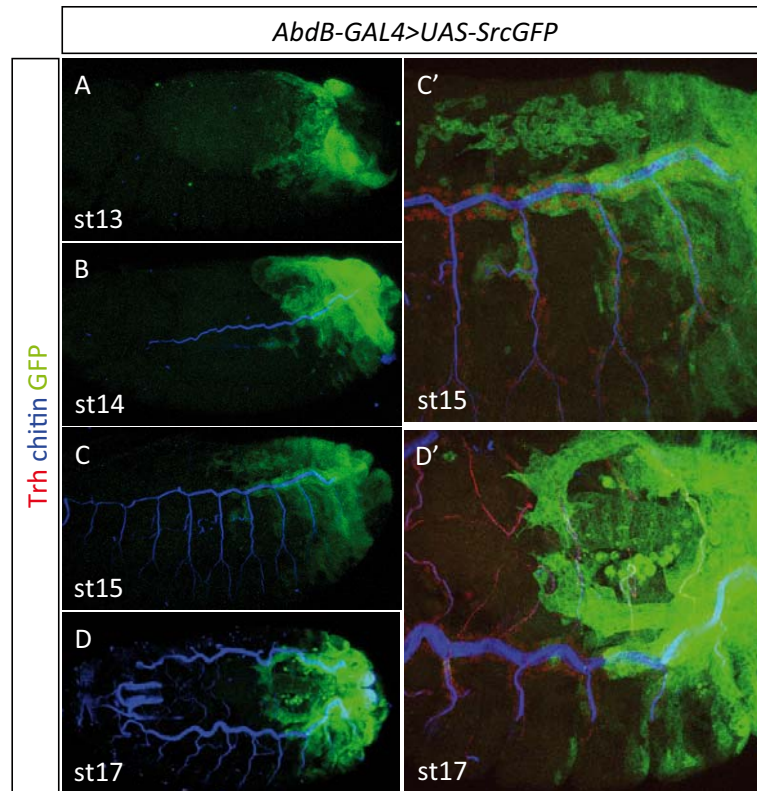 AbdB-GAL4>UAS-SrcGFP
Trh chitin GFP
A
st13
B
st14
C
st15
D
st17
C’
st15
D’
st17